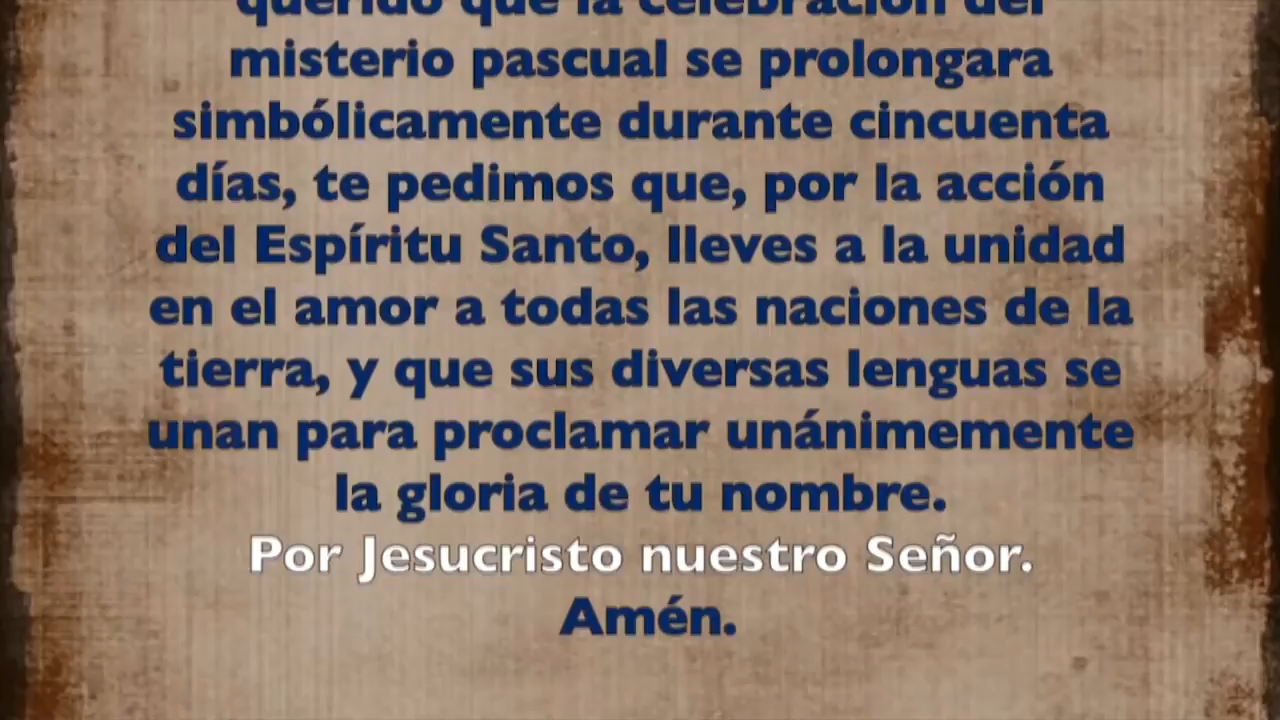 querido que la celebración del
misterio pascual se prolongara
simbólicamente durante cincuenta
días, te pedimos que, por la acción
del Espíritu Santo, lleves a la unidad
en el amor a todas las naciones de la
tierra, y que sus diversas lenguas se
unan para proclamar unánimemente
la gloria de tu nombre.
Por Jesucristo nuestro Señor.
Amén.